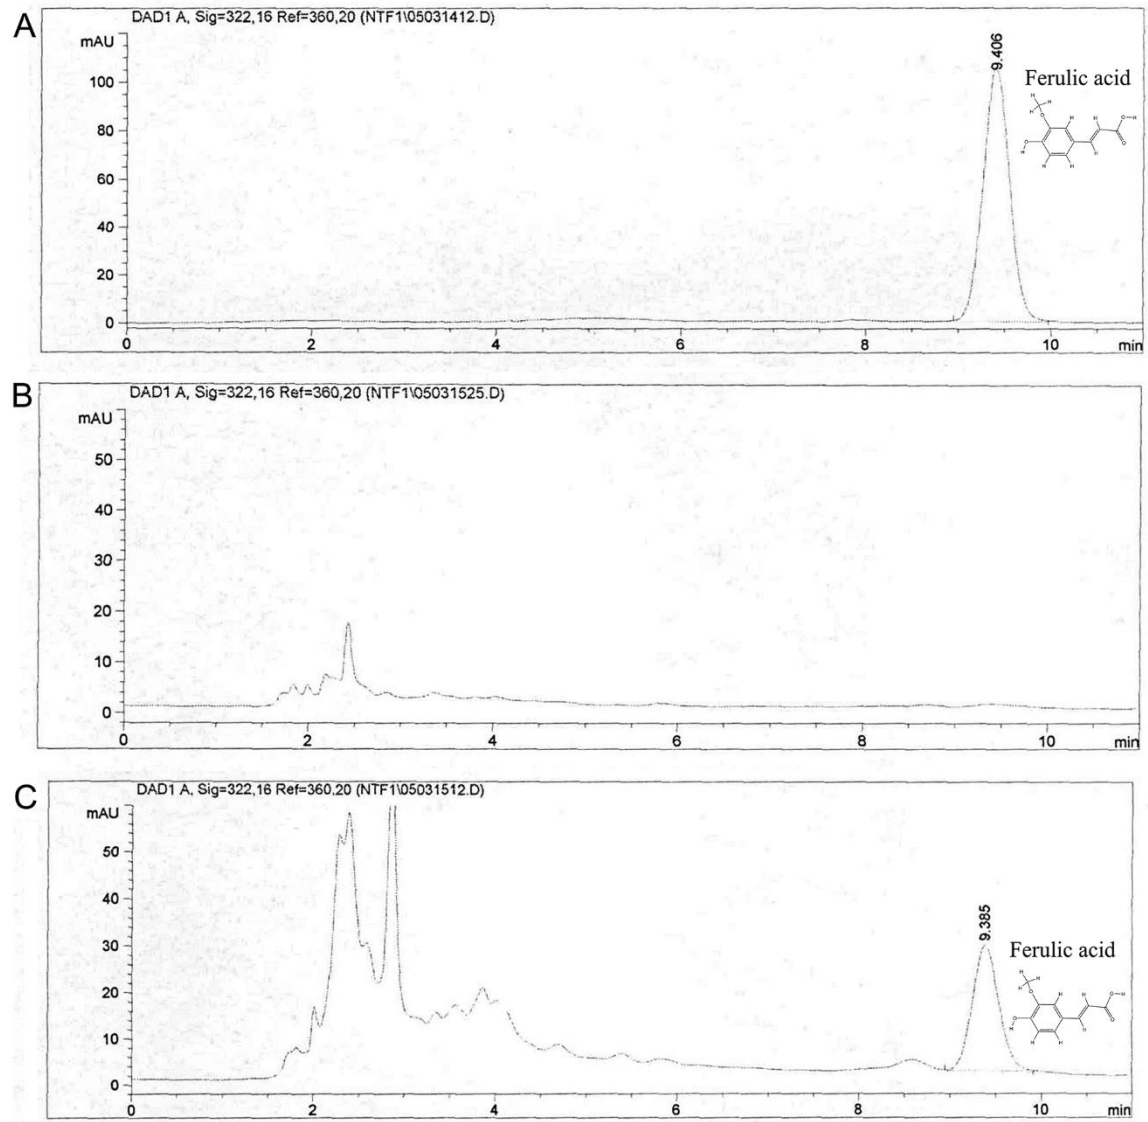 A
DAD1 A, Sig=322,16 Ref=360,20 (NTF1\05031412.D)
mAU
100
80
60
40
20
0
9.406
Ferulic acid
0 2 4 6 8 10 min
B
DAD1 A, Sig=322,16 Ref=360,20 (NTF1\05031525.D)
mAU
50
40
30
20
10
0
0 2 4 6 8 10 min
C
DAD1 A, Sig=322,16 Ref=360,20 (NTF1\05031512.D)
mAU
50
40
30
20
10
0
9.385
Ferulic acid
0 2 4 6 8 10 min